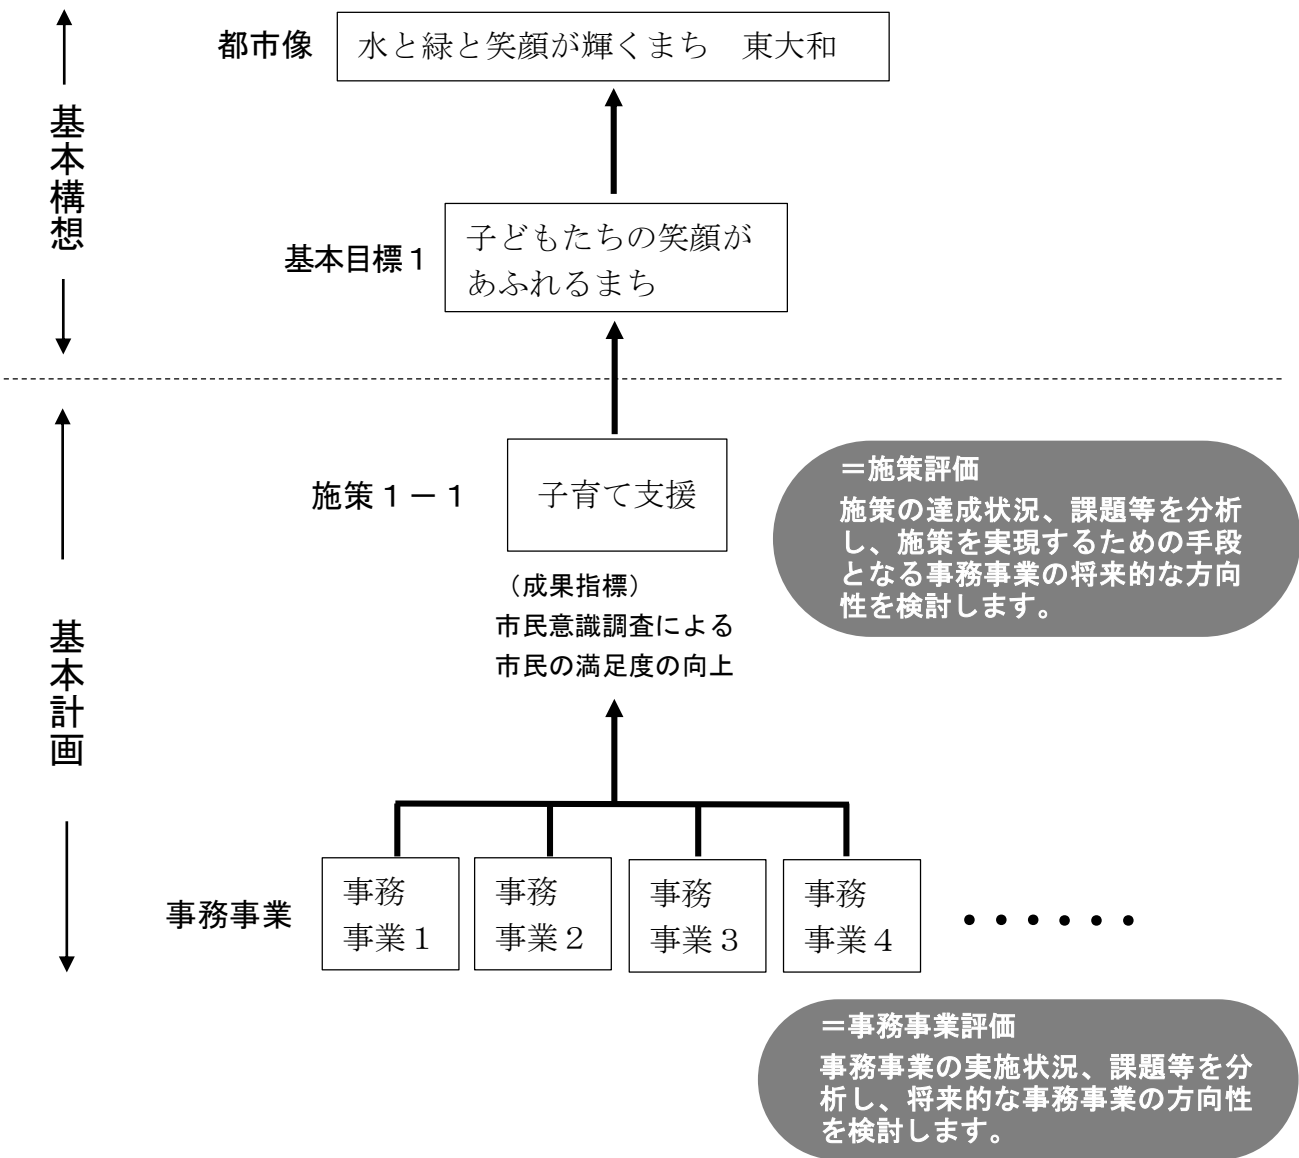 都市像
水と緑と笑顔が輝くまち　東大和
基本構想
基本目標１
子どもたちの笑顔が
あふれるまち
施策１－１
子育て支援
＝施策評価
施策の達成状況、課題等を分析
し、施策を実現するための手段
となる事務事業の将来的な方向
性を検討します。
（成果指標）
市民意識調査による
市民の満足度の向上
基本計画
事務事業
事務
事業１
事務
事業２
事務
事業３
事務
事業４
・・・・・・
＝事務事業評価
事務事業の実施状況、課題等を分
析し、将来的な事務事業の方向性
を検討します。